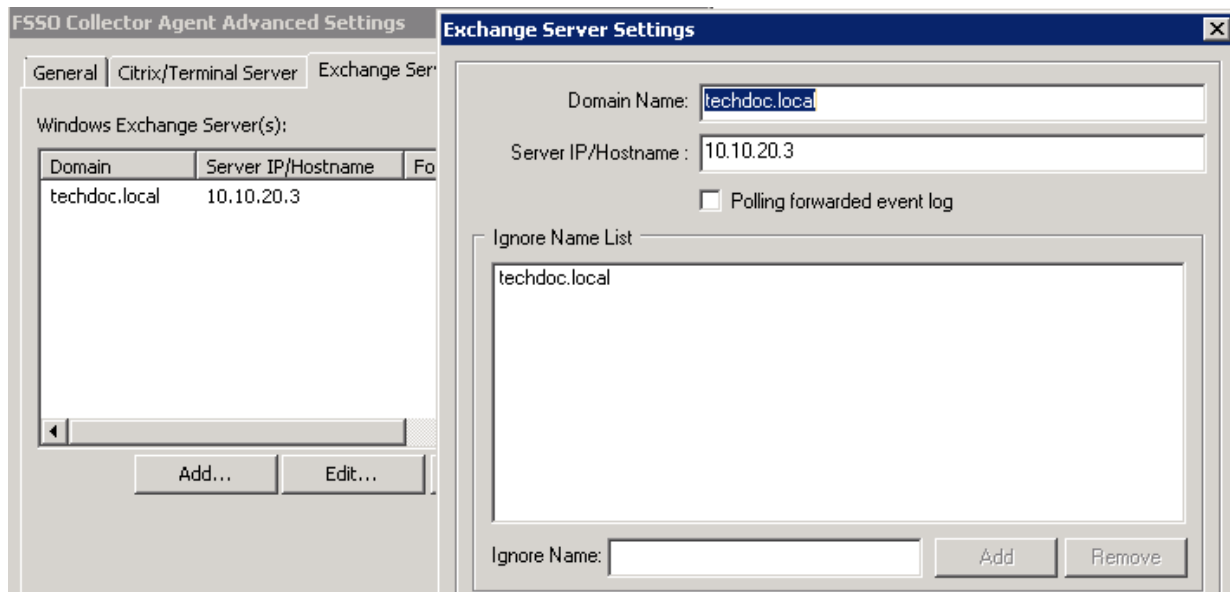 FSSO Collector Agent Advanced Settings
General Citrix/Terminal Server Exchange Ser
Windows Exchange Server(s):
Domain Server IP/Hostname Fo
techdoc.local 10.10.20.3
Add... Edit...
Exchange Server Settings
Domain Name: techdoc.local
Server IP/Hostname : 10.10.20.3
Polling forwarded event log
Ignore Name List
techdoc.local
Ignore Name: Add Remove